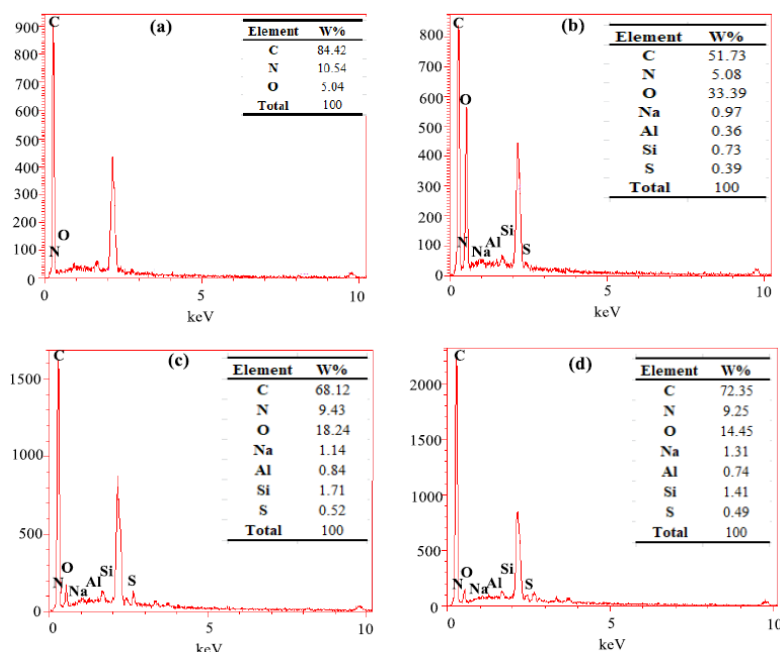 (a)
C
900
800
700
600
500
400
300
200
100
0
O
N
0 5 10
keV
Element W%
C 84.42
N 10.54
O 5.04
Total 100
(b)
C
O
800
700
600
500
400
300
200
100
0
N Na Al Si S
0 5 10
keV
Element W%
C 51.73
N 5.08
O 33.39
Na 0.97
Al 0.36
Si 0.73
S 0.39
Total 100
(c)
C
1500
1000
500
0
N O Na Al Si S
0 5 10
keV
Element W%
C 68.12
N 9.43
O 18.24
Na 1.14
Al 0.84
Si 1.71
S 0.52
Total 100
(d)
C
2000
1500
1000
500
0
N O Na Al Si S
0 5 10
keV
Element W%
C 72.35
N 9.25
O 14.45
Na 1.31
Al 0.74
Si 1.41
S 0.49
Total 100